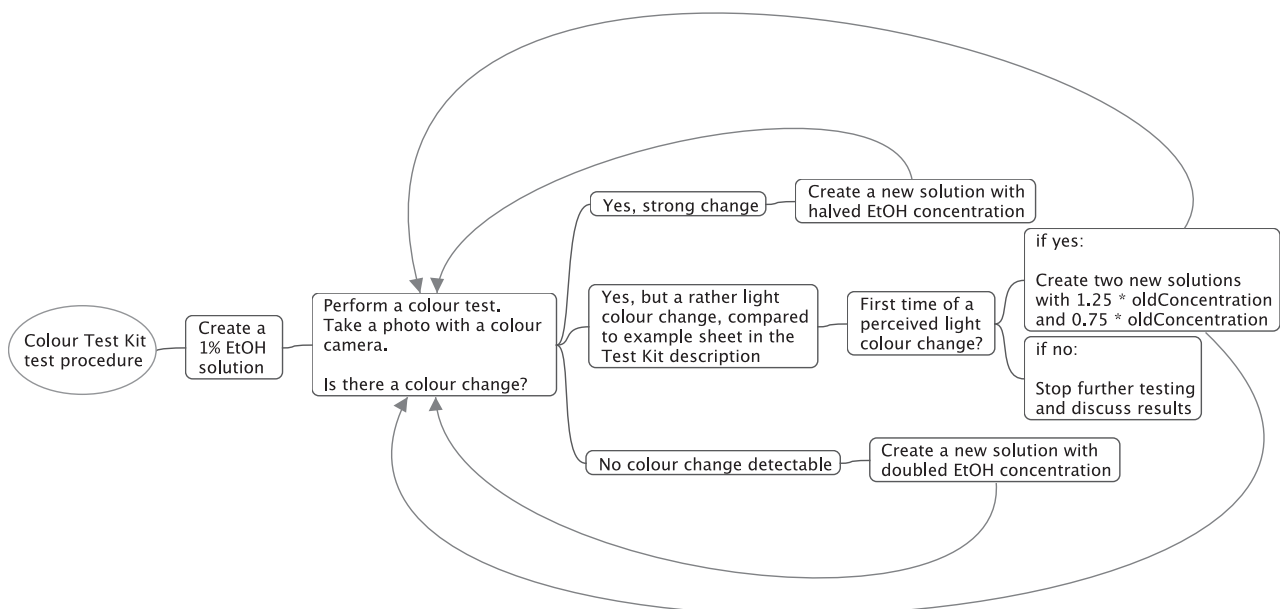 Colour Test Kit
test procedure
Create a
1% EtOH
solution
Perform a colour test.
Take a photo with a colour
camera.
Is there a colour change?
Yes, strong change
Create a new solution with
halved EtOH concentration
Yes, but a rather light
colour change, compared
to example sheet in the
Test Kit description
First time of a
perceived light
colour change?
if yes:
Create two new solutions
with 1.25 * oldConcentration
and 0.75 * oldConcentration
if no:
Stop further testing
and discuss results
No colour change detectable
Create a new solution with
doubled EtOH concentration